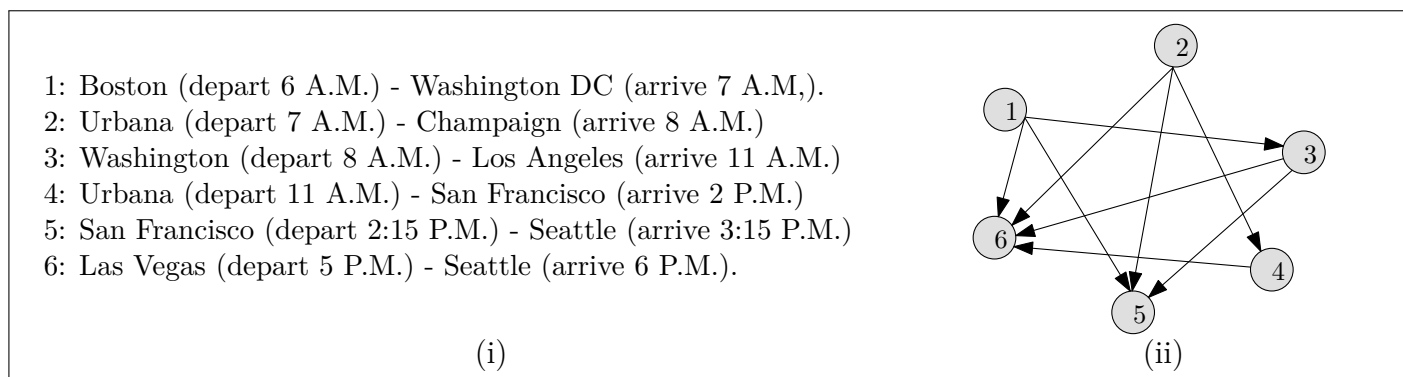 1: Boston (depart 6 A.M.) - Washington DC (arrive 7 A.M,).
2: Urbana (depart 7 A.M.) - Champaign (arrive 8 A.M.)
3: Washington (depart 8 A.M.) - Los Angeles (arrive 11 A.M.)
4: Urbana (depart 11 A.M.) - San Francisco (arrive 2 P.M.)
5: San Francisco (depart 2:15 P.M.) - Seattle (arrive 3:15 P.M.)
6: Las Vegas (depart 5 P.M.) - Seattle (arrive 6 P.M.).
(i)
2
1
3
6
4
5
(ii)